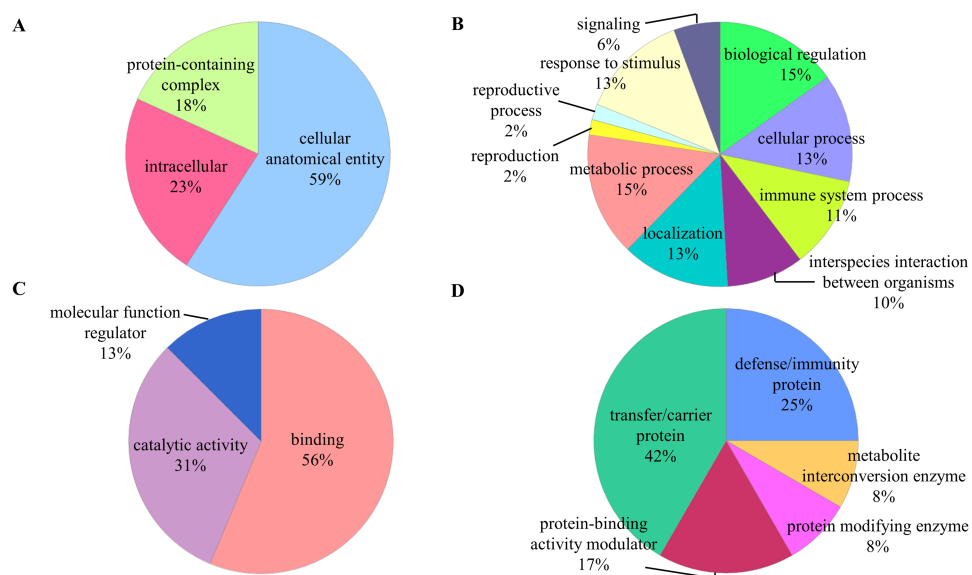 A
protein-containing
complex
18%
intracellular
23%
cellular
anatomical entity
59%
B
signaling
6%
response to stimulus
13%
reproductive
process
2%
reproduction
2%
metabolic process
15%
localization
13%
biological regulation
15%
cellular process
13%
immune system process
11%
interspecies interaction
between organisms
10%
C
molecular function
regulator
13%
catalytic activity
31%
binding
56%
D
transfer/carrier
protein
42%
defense/immunity
protein
25%
metabolite
interconversion enzyme
8%
protein modifying enzyme
8%
protein-binding
activity modulator
17%